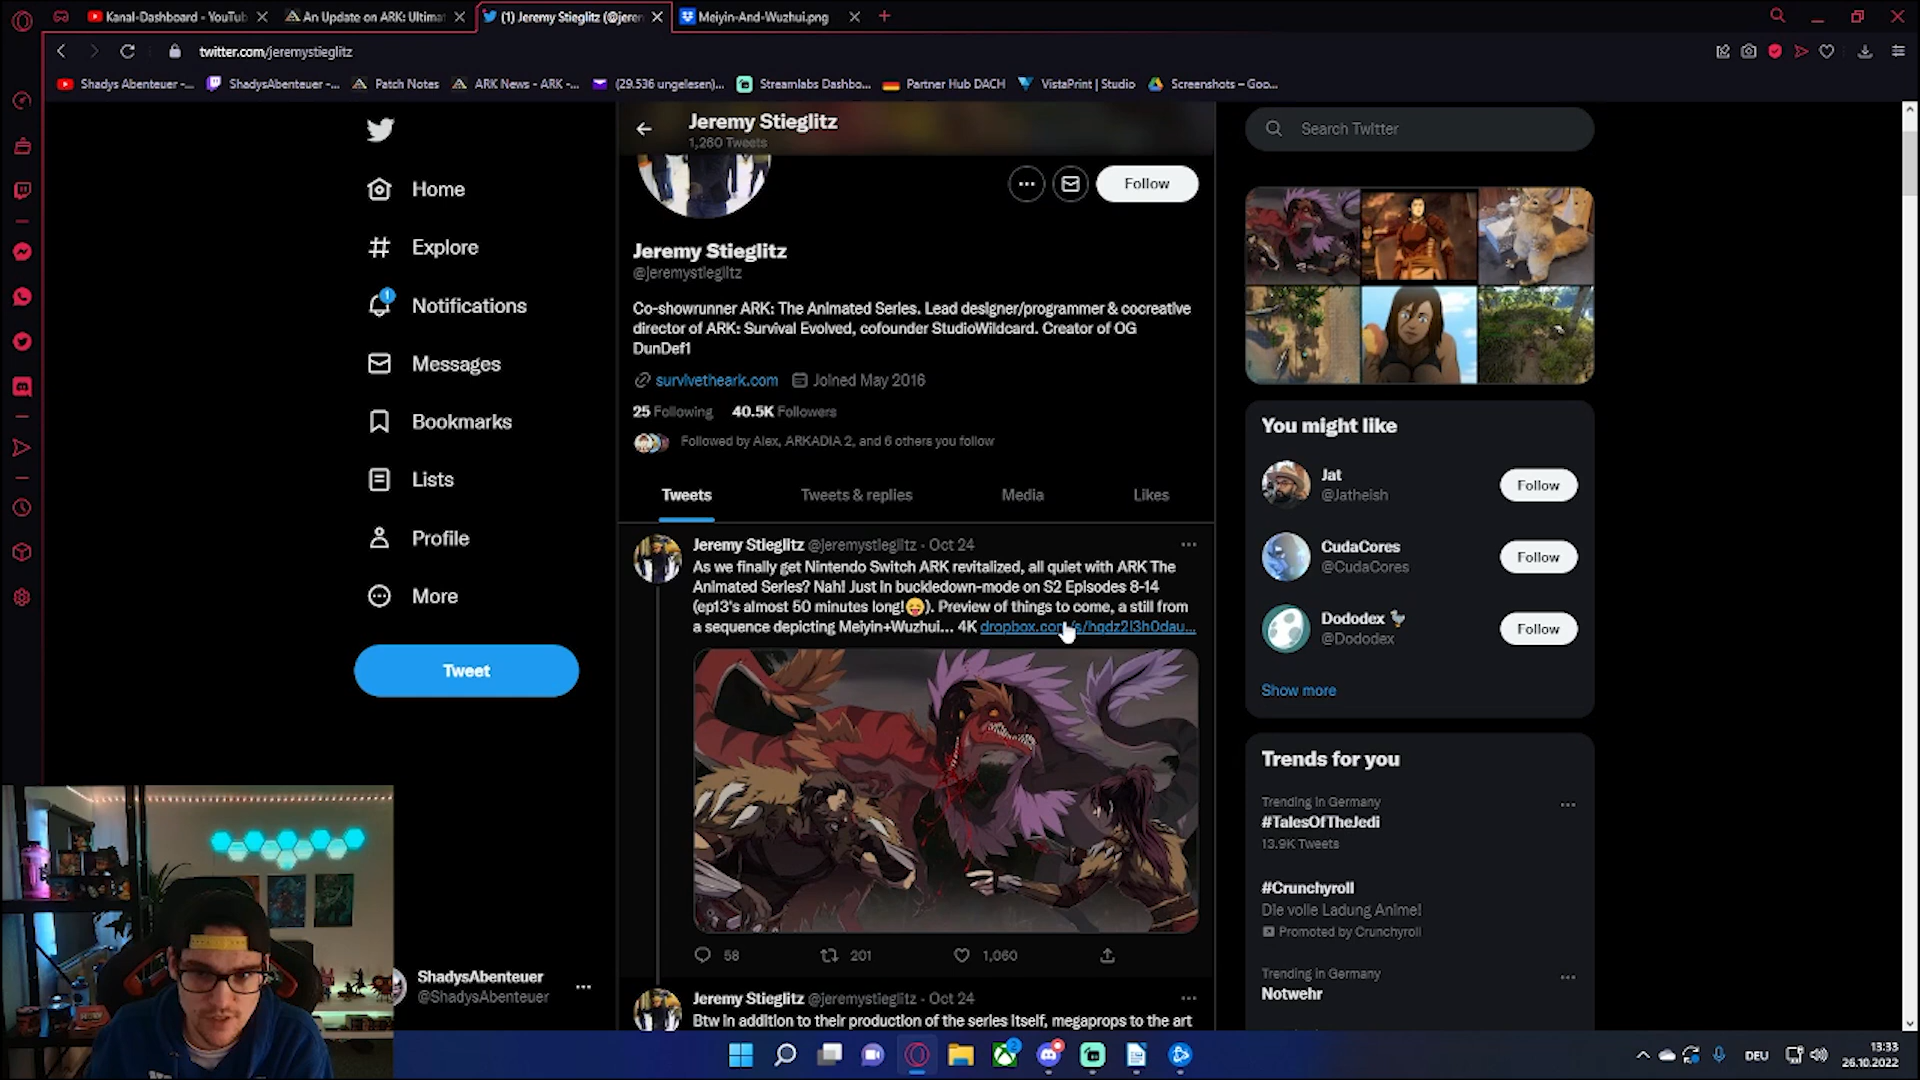 Kanal-Dashboard - YouTub
An Update on ARK: Ultima
(1) Jeremy Stieglitz (@jerem
Meiyin-And-Wuzhui.png
twitter.com/jeremystieglitz
Shadys Abenteuer -...
ShadysAbenteuer -...
Patch Notes
ARK News - ARK -...
(29.536 ungelesen)...
Streamlabs Dashbo...
Partner Hub DACH
VistaPrint | Studio
Screenshots – Goo...
Jeremy Stieglitz
1,260 Tweets
Search Twitter
Home
Explore
1
Notifications
Messages
Bookmarks
Lists
Profile
More
Tweet
Follow
Jeremy Stieglitz
@jeremystieglitz
Co-showrunner ARK: The Animated Series. Lead designer/programmer & cocreative
director of ARK: Survival Evolved, cofounder StudioWildcard. Creator of OG
DunDef1
survivetheark.com
Joined May 2016
25 Following 40.5K Followers
Followed by Alex, ARKADIA 2, and 6 others you follow
Tweets
Tweets & replies
Media
Likes
Jeremy Stieglitz @jeremystieglitz · Oct 24
As we finally get Nintendo Switch ARK revitalized, all quiet with ARK The
Animated Series? Nah! Just in buckledown-mode on S2 Episodes 8-14
(ep13's almost 50 minutes long!😝). Preview of things to come, a still from
a sequence depicting Meiyin+Wuzhui... 4K dropbox.com/s/hgdz2l3h0dau...
58
201
1,060
Jeremy Stieglitz @jeremystieglitz · Oct 24
Btw in addition to their production of the series itself, megaprops to the art
You might like
Jat
@Jatheish
Follow
CudaCores
@CudaCores
Follow
Dododex 🦤
@Dododex
Follow
Show more
Trends for you
Trending in Germany
#TalesOfTheJedi
13.9K Tweets
#Crunchyroll
Die volle Ladung Anime!
Promoted by Crunchyroll
Trending in Germany
Notwehr
ShadysAbenteuer
@ShadysAbenteuer
2
DEU
13:33
26.10.2022